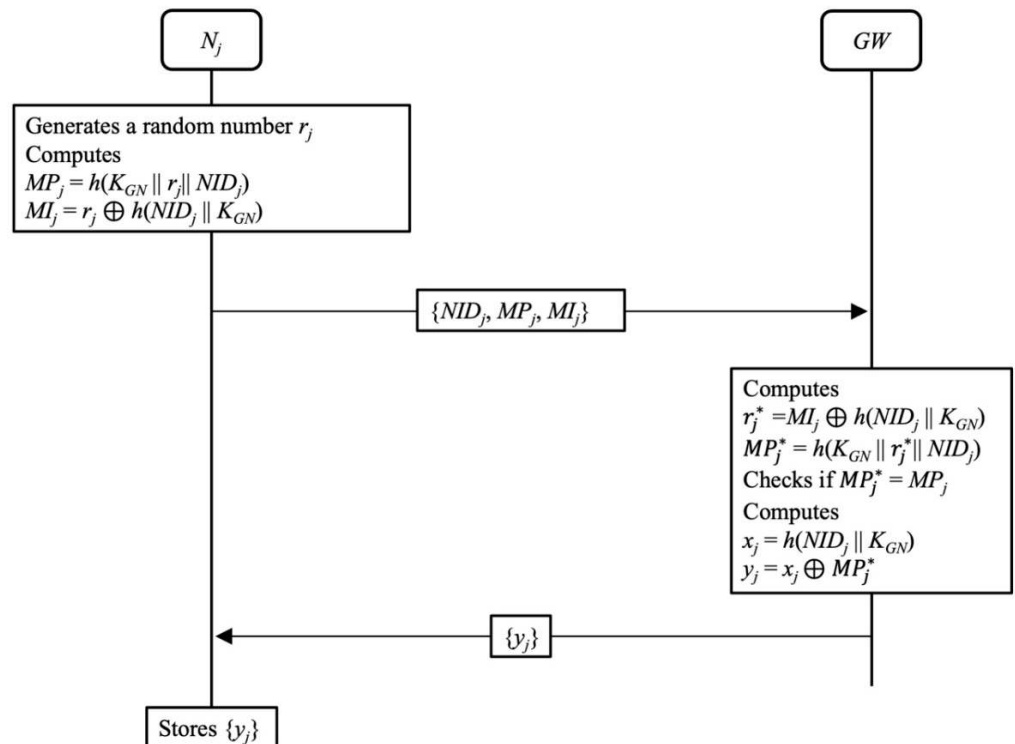 N_j
GW
Generates a random number r_j
Computes
MP_j = h(K_GN || r_j || NID_j)
MI_j = r_j ⊕ h(NID_j || K_GN)
{NID_j, MP_j, MI_j}
Computes
r_j^* =MI_j ⊕ h(NID_j || K_GN)
MP_j^* = h(K_GN || r_j^* || NID_j)
Checks if MP_j^* = MP_j
Computes
x_j = h(NID_j || K_GN)
y_j = x_j ⊕ MP_j^*
{y_j}
Stores {y_j}